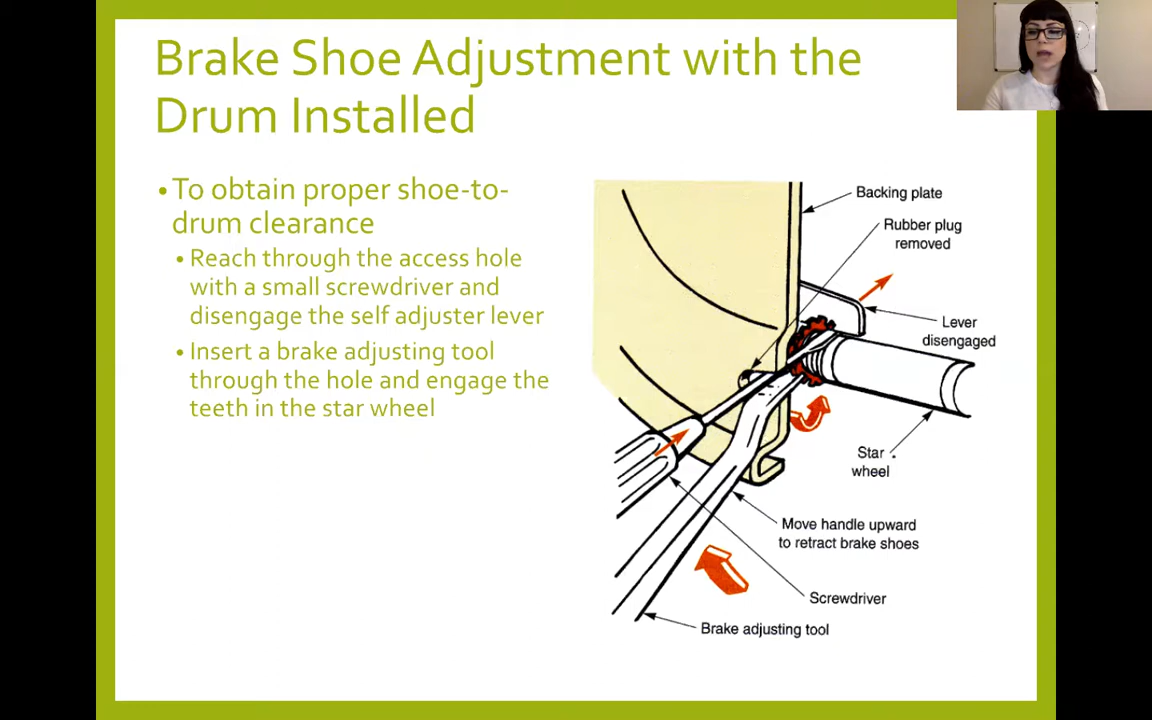 Brake Shoe Adjustment with the
Drum Installed
• To obtain proper shoe-to-
drum clearance
• Reach through the access hole
with a small screwdriver and
disengage the self adjuster lever
• Insert a brake adjusting tool
through the hole and engage the
teeth in the star wheel
Backing plate
Rubber plug
removed
Lever
disengaged
Star
wheel
Move handle upward
to retract brake shoes
Screwdriver
Brake adjusting tool